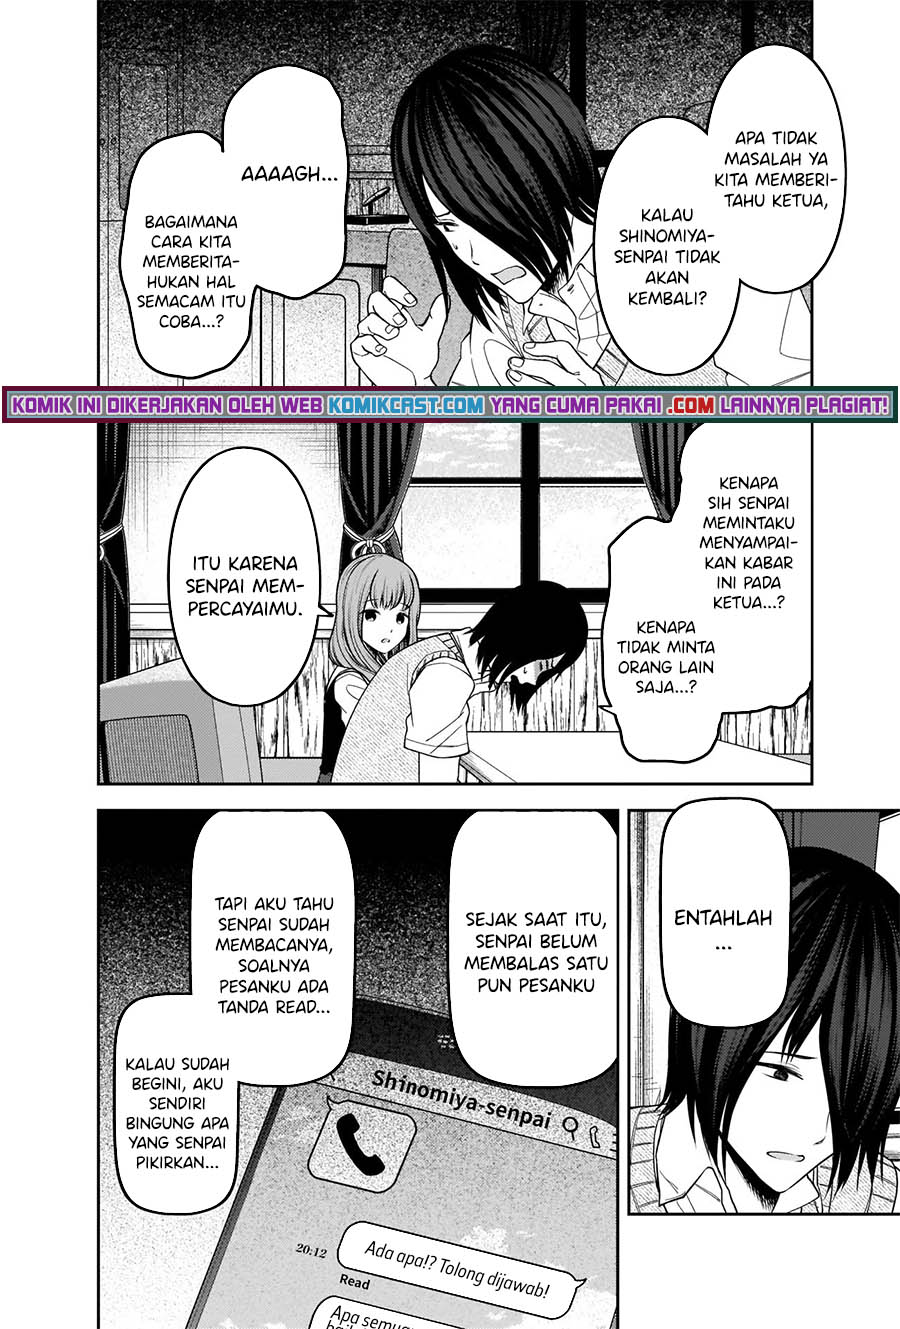 APA TIDAK
MASALAH YA
KITA MEMBERI-
TAHU KETUA,
KALAU
SHINOMIYA-
SENPAI TIDAK
AKAN
KEMBALI?
AAAAGH...
BAGAIMANA
CARA KITA
MEMBERITA-
HUKAN HAL
SEMACAM ITU
COBA...?
KOMIK INI DIKERJAKAN OLEH WEB KOMIKCAST.COM YANG CUMA PAKAI .COM LAINNYA PLAGIAT!
KENAPA
SIH SENPAI
MEMINTAKU
MENYAMPAI-
KAN KABAR
INI PADA
KETUA...?
KENAPA
TIDAK MINTA
ORANG LAIN
SAJA...?
ITU KARENA
SENPAI MEM-
PERCAYAIMU.
ENTAHLAH
...
SEJAK SAAT ITU,
SENPAI BELUM
MEMBALAS SATU
PUN PESANKU
TAPI AKU TAHU
SENPAI SUDAH
MEMBACANYA,
SOALNYA
PESANKU ADA
TANDA READ...
KALAU SUDAH
BEGINI, AKU
SENDIRI
BINGUNG APA
YANG SENPAI
PIKIRKAN...
Shinomiya-senpai
20:12
Ada apa!? Tolong dijawab!
Read
Apa semua